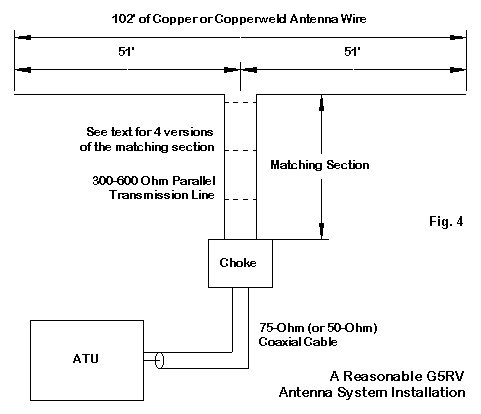 102' of Copper or Copperweld Antenna Wire
51'
51'
See text for 4 versions
of the matching section
Matching Section
300-600 Ohm Parallel
Transmission Line
Fig. 4
Choke
75-Ohm (or 50-Ohm)
Coaxial Cable
ATU
A Reasonable G5RV
Antenna System Installation